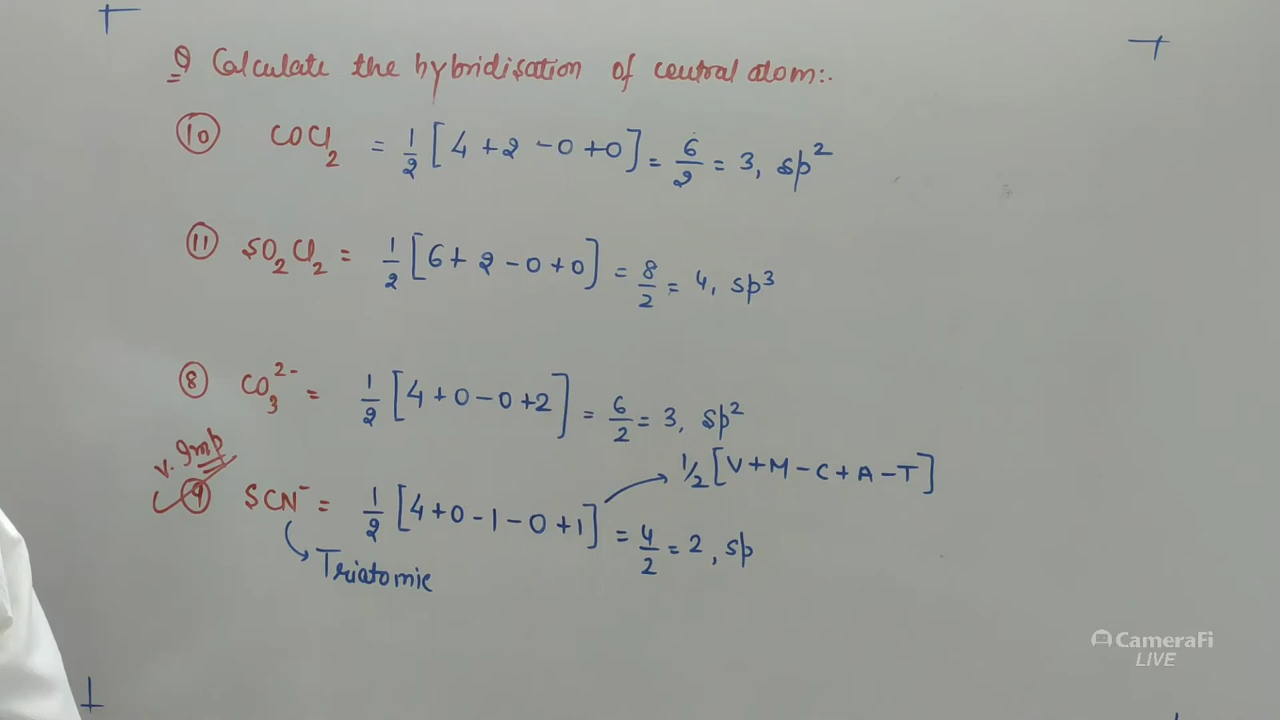 Q Calculate the hybridisation of central atom:.
(10) COCl₂ = 1/2 [4 + 2 - 0 + 0] = 6/2 = 3, sp²
(11) SO₂Cl₂ = 1/2 [6 + 2 - 0 + 0] = 8/2 = 4, sp³
(8) CO₃²⁻ = 1/2 [4 + 0 - 0 + 2] = 6/2 = 3, sp²
V. Imp
1/2 [V + M - C + A - T]
(9) SCN⁻ = 1/2 [4 + 0 - 1 - 0 + 1] = 4/2 = 2, sp
Triatomic
CameraFi
LIVE